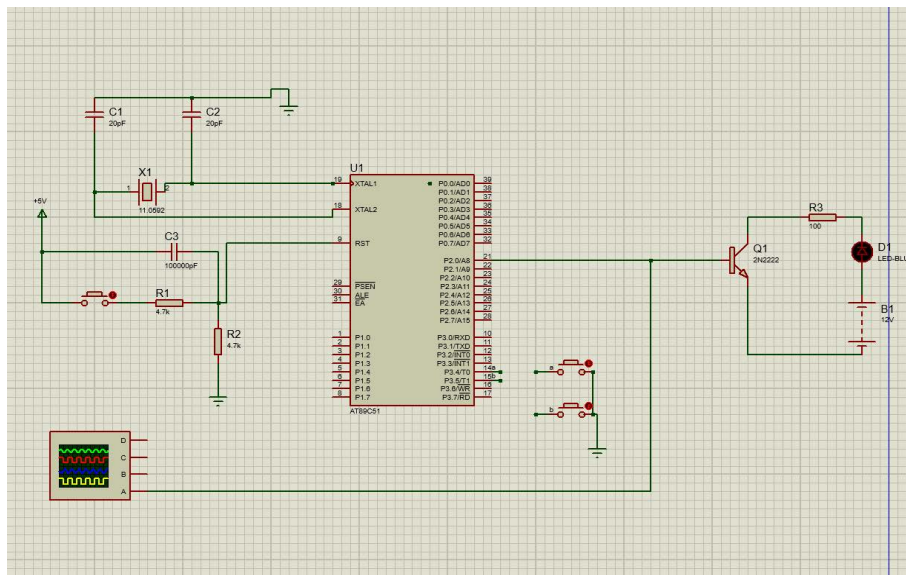 C1
20pF
C2
20pF
X1
1
2
11.0592
+5V
C3
100000pF
R1
4.7k
R2
4.7k
U1
19
XTAL1
18
XTAL2
9
RST
29
PSEN
30
ALE
31
EA
1
P1.0
2
P1.1
3
P1.2
4
P1.3
5
P1.4
6
P1.5
7
P1.6
8
P1.7
P0.0/AD0
39
P0.1/AD1
38
P0.2/AD2
37
P0.3/AD3
36
P0.4/AD4
35
P0.5/AD5
34
P0.6/AD6
33
P0.7/AD7
32
P2.0/A8
21
P2.1/A9
22
P2.2/A10
23
P2.3/A11
24
P2.4/A12
25
P2.5/A13
26
P2.6/A14
27
P2.7/A15
28
P3.0/RXD
10
P3.1/TXD
11
P3.2/INT0
12
P3.3/INT1
13
P3.4/T0
14
a
P3.5/T1
15
b
P3.6/WR
16
P3.7/RD
17
AT89C51
a
b
Q1
2N2222
R3
100
D1
LED-BLU
B1
12V
D
C
B
A